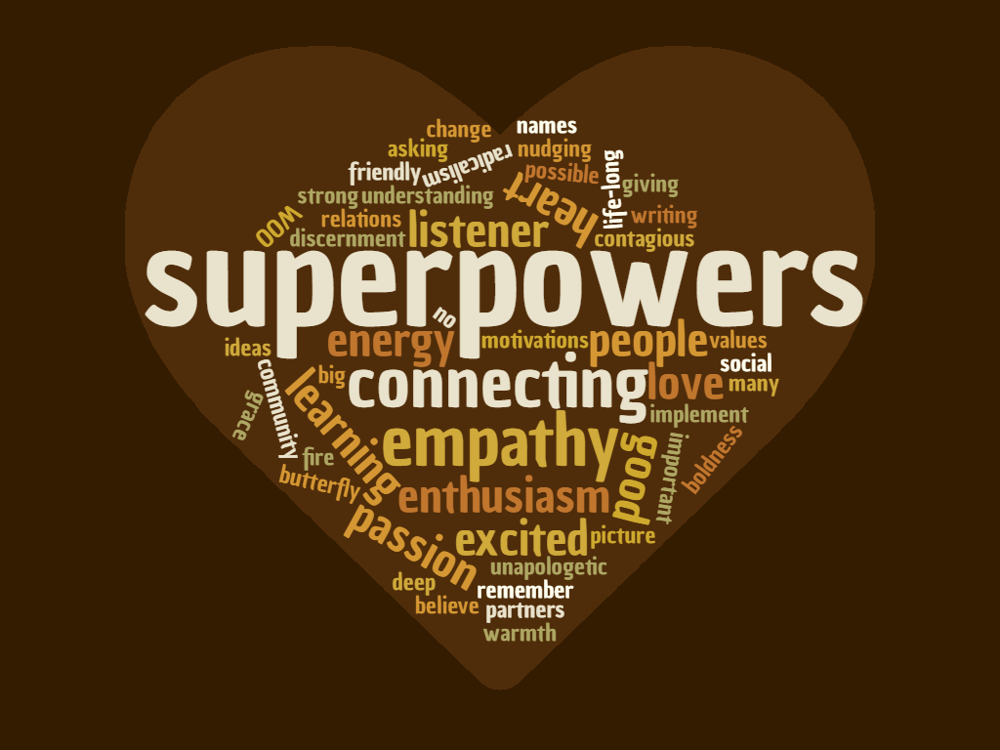 change
names
asking
radicalism
nudging
friendly
possible
life-long
giving
strong
understanding
heart
woo
relations
listener
writing
discernment
contagious
superpowers
no
ideas
energy
motivations
people
values
community
big
connecting
love
social
many
grace
learning
implement
fire
empathy
good
important
boldness
butterfly
enthusiasm
passion
excited
picture
unapologetic
deep
remember
believe
partners
warmth